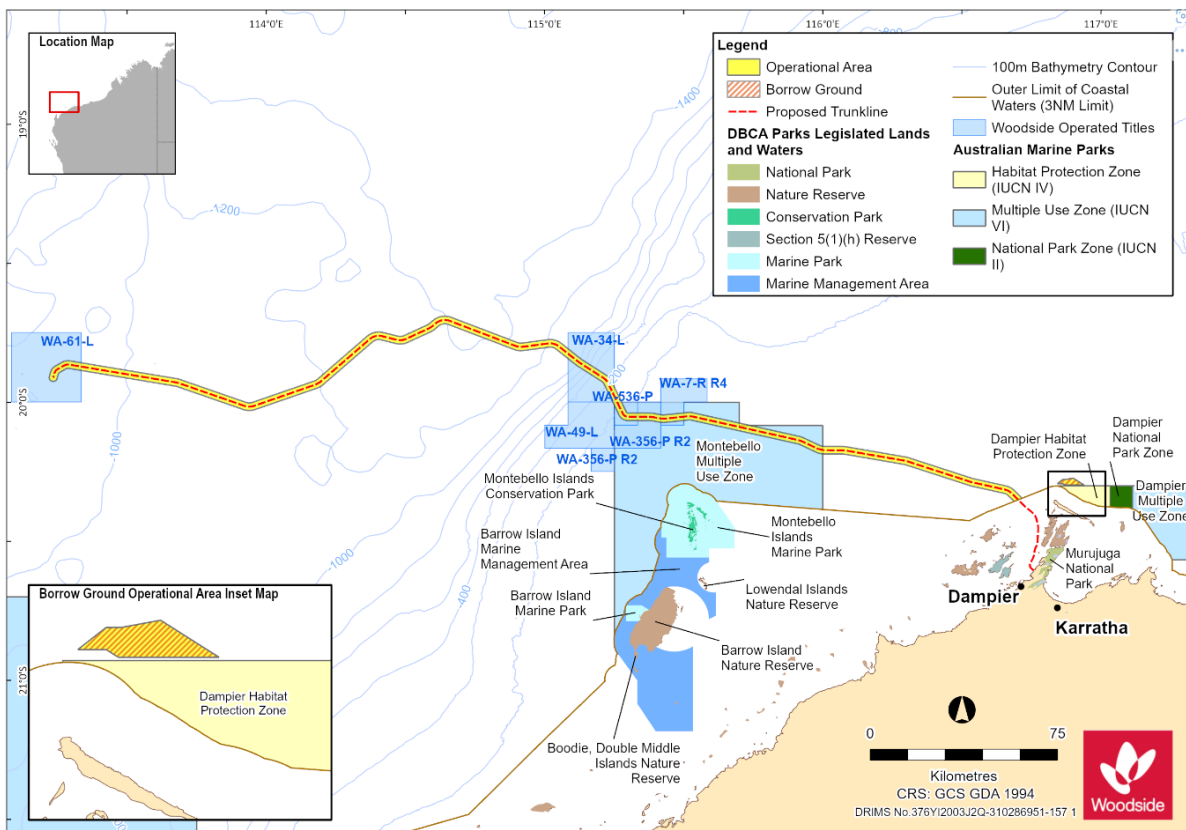 114°0'E
115°0'E
116°0'E
117°0'E
19°0'S
20°0'S
21°0'S
Location Map
Legend
Operational Area
Borrow Ground
Proposed Trunkline
DBCA Parks Legislated Lands
and Waters
National Park
Nature Reserve
Conservation Park
Section 5(1)(h) Reserve
Marine Park
Marine Management Area
100m Bathymetry Contour
Outer Limit of Coastal
Waters (3NM Limit)
Woodside Operated Titles
Australian Marine Parks
Habitat Protection Zone
(IUCN IV)
Multiple Use Zone (IUCN
VI)
National Park Zone (IUCN
II)
-1400
-1200
-1000
-1000
-400
-200
WA-61-L
WA-34-L
WA-7-R R4
WA-536-P
WA-49-L
WA-356-P R2
WA-356-P R2
Montebello
Multiple
Use Zone
Montebello Islands
Conservation Park
Barrow Island
Marine
Management Area
Barrow Island
Marine Park
Montebello
Islands
Marine Park
Lowendal Islands
Nature Reserve
Barrow Island
Nature Reserve
Boodie, Double Middle
Islands Nature
Reserve
Dampier Habitat
Protection Zone
Dampier
National
Park Zone
Dampier
Multiple
Use Zone
Murujuga
National
Park
Dampier
Karratha
Borrow Ground Operational Area Inset Map
Dampier Habitat
Protection Zone
0
75
Kilometres
CRS: GCS GDA 1994
DRIMS No.376YI2003J2Q-310286951-157 1
Woodside